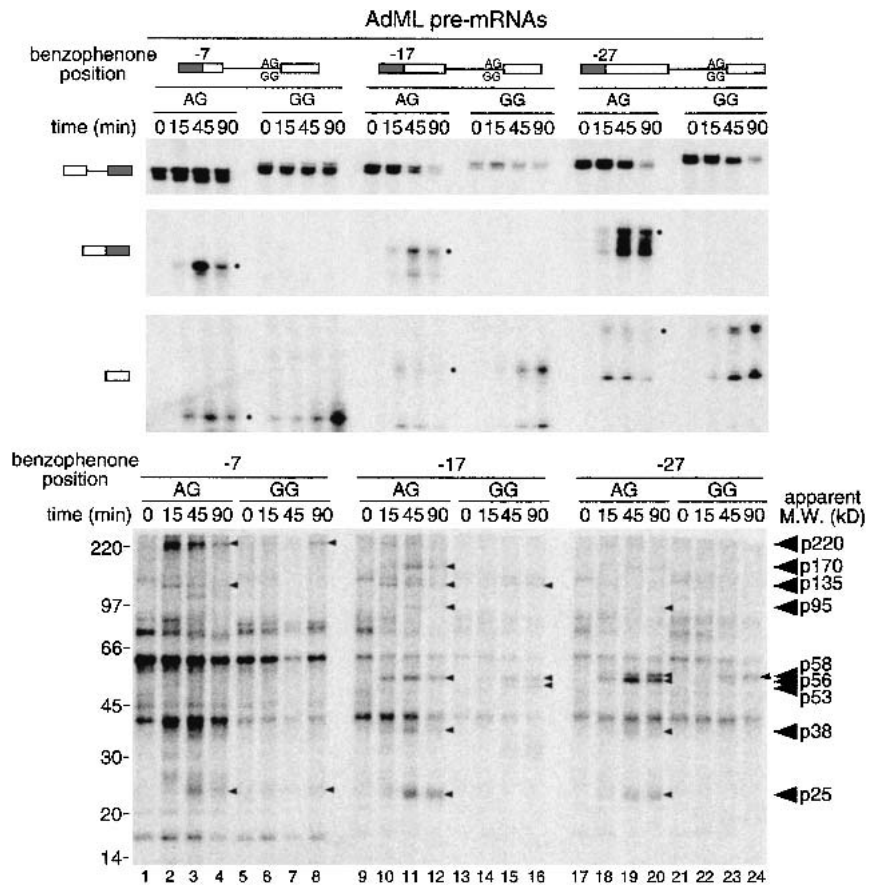 AdML pre-mRNAs
benzophenone position -7 -17 -27
AG GG AG GG AG GG
AG GG AG GG AG GG
time (min) 0 15 45 90 0 15 45 90 0 15 45 90 0 15 45 90 0 15 45 90 0 15 45 90
benzophenone position -7 -17 -27
AG GG AG GG AG GG apparent
time (min) 0 15 45 90 0 15 45 90 0 15 45 90 0 15 45 90 0 15 45 90 0 15 45 90 M.W. (kD)
220- p220
p170
p135
97- p95
66-
p58
p56
p53
45-
p38
30-
p25
20-
14-
1 2 3 4 5 6 7 8 9 10 11 12 13 14 15 16 17 18 19 20 21 22 23 24